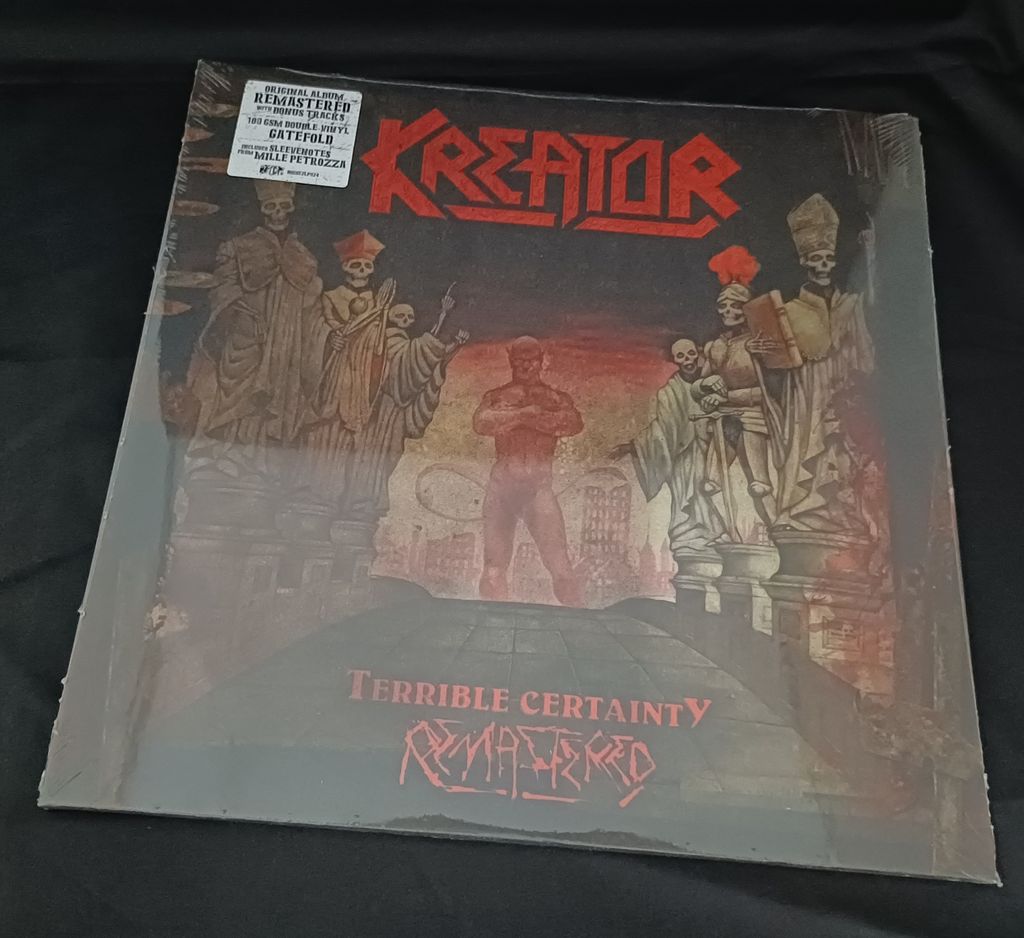 ORIGINAL ALBUM
REMASTERED
WITH BONUS TRACKS
180 GSM DOUBLE VINYL
GATEFOLD
INCLUDES SLEEVENOTES
FROM MILLE PETROZZA
KREATOR
TERRIBLE CERTAINTY
REMASTERED